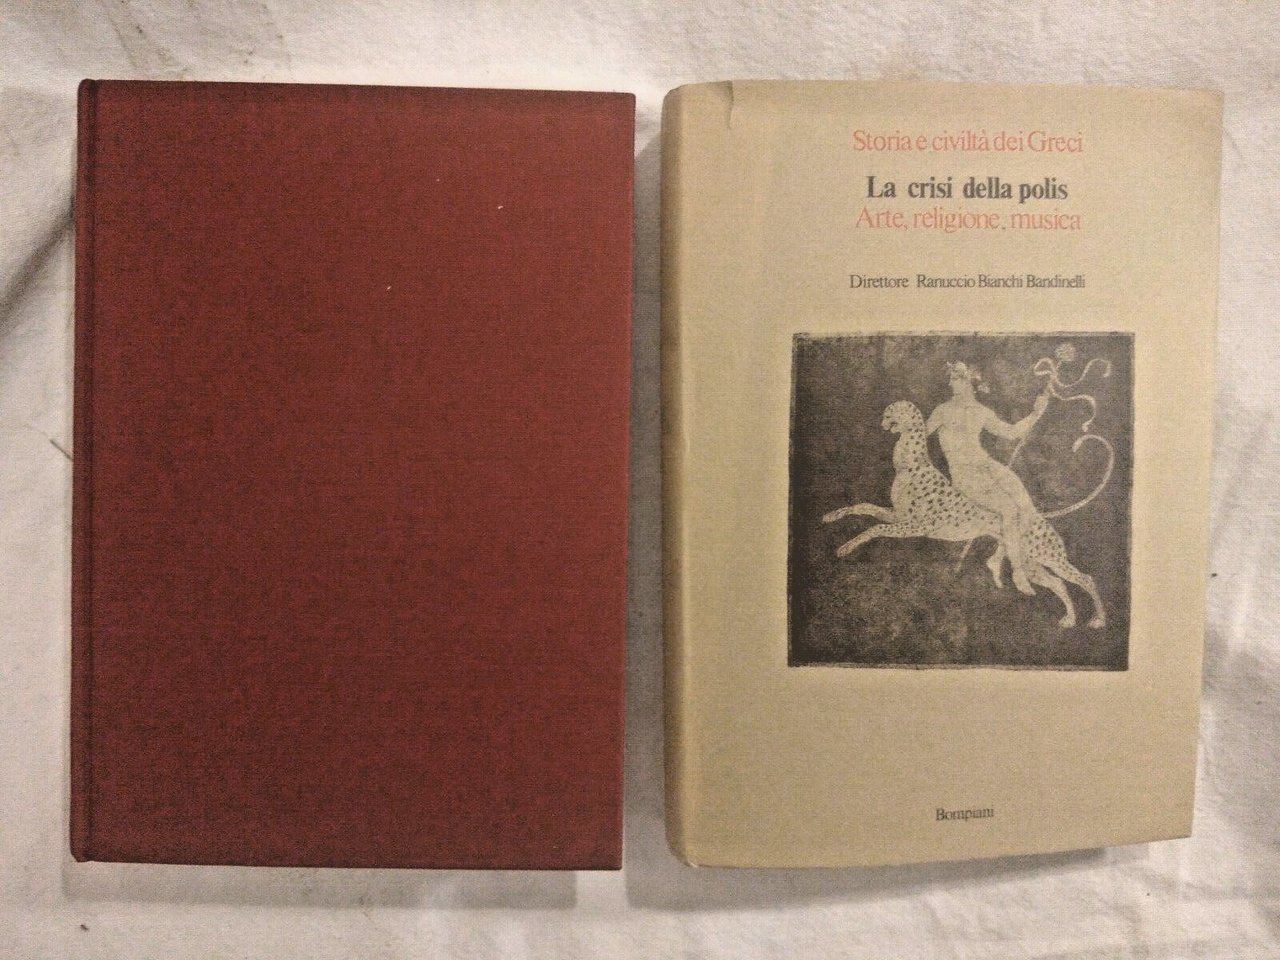 Storia e civiltà dei Greci
La crisi della polis
Arte, religione, musica
Direttore Ranuccio Bianchi Bandinelli
Bompiani